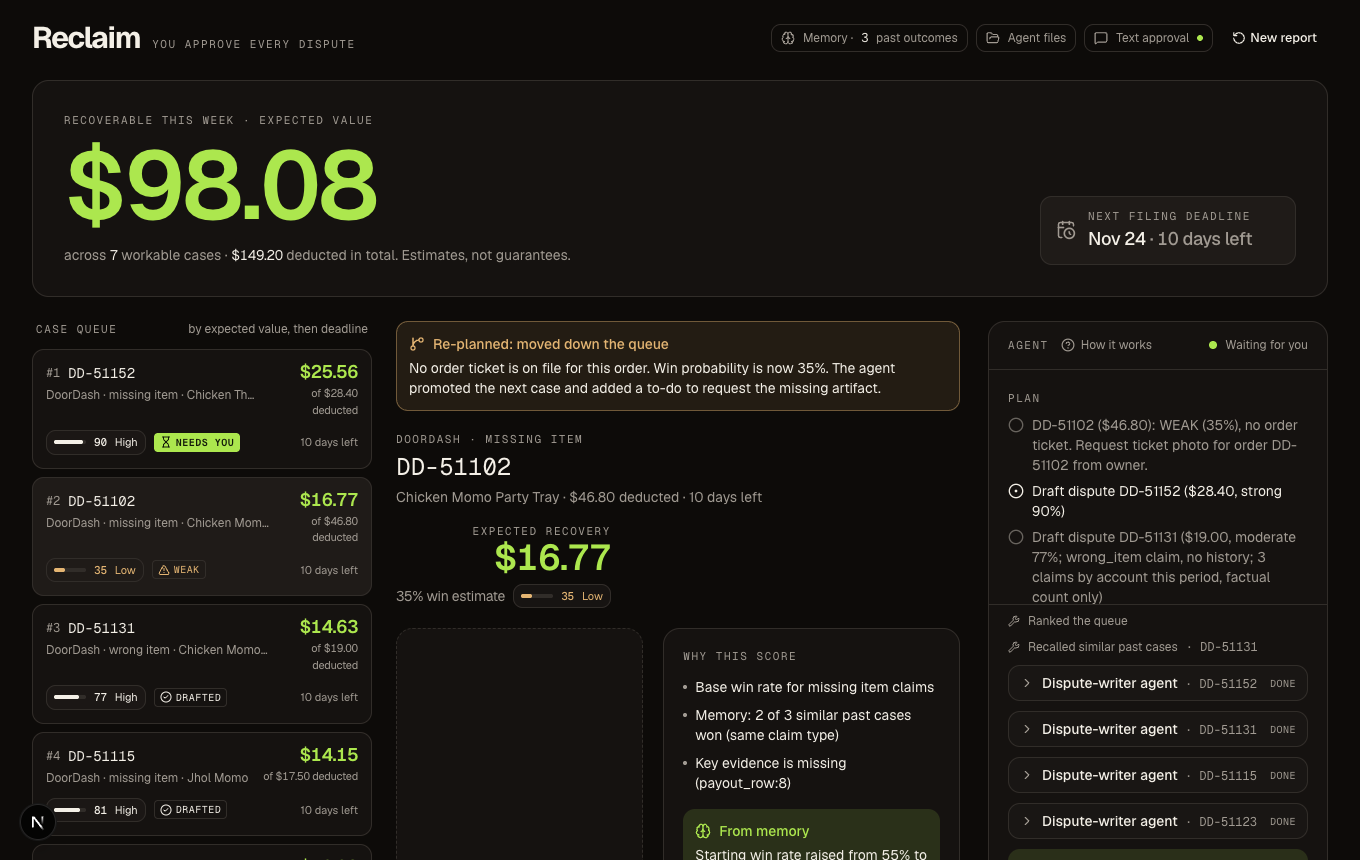 Reclaim YOU APPROVE EVERY DISPUTE
Memory · 3 past outcomes
Agent files
Text approval
New report
RECOVERABLE THIS WEEK · EXPECTED VALUE
$98.08
across 7 workable cases · $149.20 deducted in total. Estimates, not guarantees.
NEXT FILING DEADLINE
Nov 24 · 10 days left
CASE QUEUE by expected value, then deadline
#1 DD-51152 $25.56
DoorDash · missing item · Chicken Th… of $28.40
deducted
90 High NEEDS YOU 10 days left
#2 DD-51102 $16.77
DoorDash · missing item · Chicken Mom… of $46.80
deducted
35 Low WEAK 10 days left
#3 DD-51131 $14.63
DoorDash · wrong item · Chicken Momo… of $19.00
deducted
77 High DRAFTED 10 days left
#4 DD-51115 $14.15
DoorDash · missing item · Jhol Momo of $17.50 deducted
81 High DRAFTED 10 days left
N
Re-planned: moved down the queue
No order ticket is on file for this order. Win probability is now 35%. The agent
promoted the next case and added a to-do to request the missing artifact.
DOORDASH · MISSING ITEM
DD-51102
Chicken Momo Party Tray · $46.80 deducted · 10 days left
EXPECTED RECOVERY
$16.77
35% win estimate 35 Low
WHY THIS SCORE
• Base win rate for missing item claims
• Memory: 2 of 3 similar past cases
won (same claim type)
• Key evidence is missing
(payout_row:8)
From memory
Starting win rate raised from 55% to
AGENT How it works Waiting for you
PLAN
DD-51102 ($46.80): WEAK (35%), no order
ticket. Request ticket photo for order DD-
51102 from owner.
Draft dispute DD-51152 ($28.40, strong
90%)
Draft dispute DD-51131 ($19.00, moderate
77%; wrong_item claim, no history; 3
claims by account this period, factual
count only)
Ranked the queue
Recalled similar past cases · DD-51131
Dispute-writer agent · DD-51152 DONE
Dispute-writer agent · DD-51131 DONE
Dispute-writer agent · DD-51115 DONE
Dispute-writer agent · DD-51123 DONE